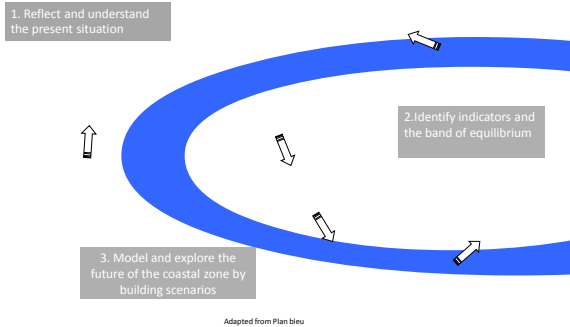 1. Reflect and understand
the present situation
2.Identify indicators and
the band of equilibrium
3. Model and explore the
future of the coastal zone by
building scenarios
Adapted from Plan bleu